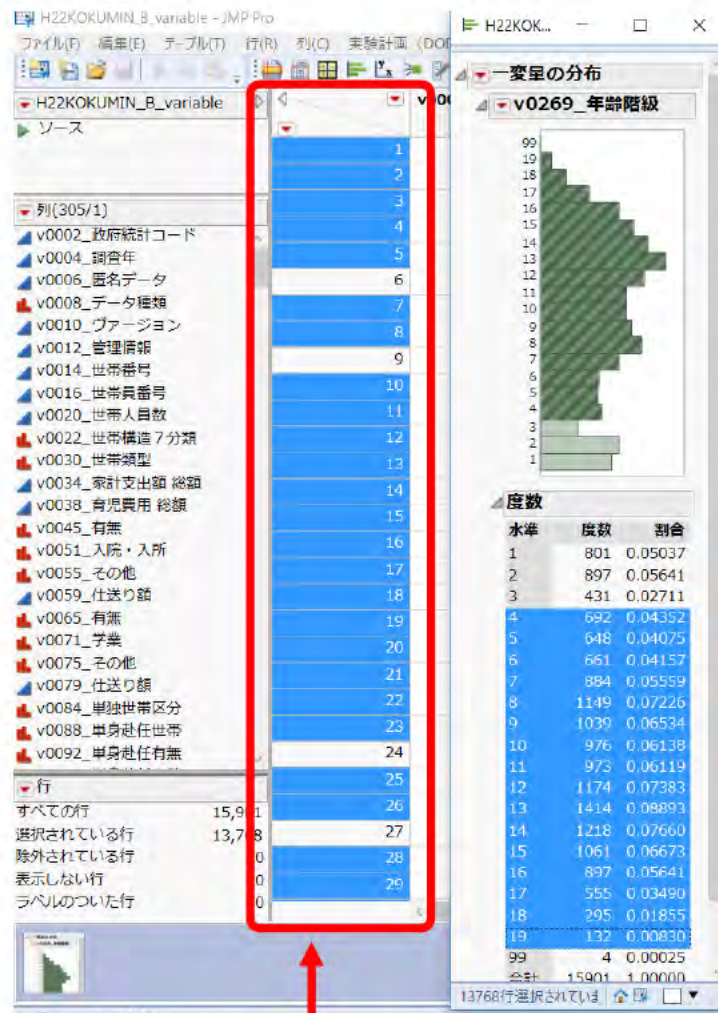 H22KOKUMIN_B_variable - JMP Pro
ファイル(F) 編集(E) テーブル(T) 行(R) 列(C) 実験計画 (DOE
H22KOKUMIN_B_variable
ソース
列(305/1)
v0002_政府統計コード
v0004_調査年
v0006_匿名データ
v0008_データ種類
v0010_ヴァージョン
v0012_管理情報
v0014_世帯番号
v0016_世帯員番号
v0020_世帯人員数
v0022_世帯構造7分類
v0030_世帯類型
v0034_家計支出額 総額
v0038_育児費用 総額
v0045_有無
v0051_入院・入所
v0055_その他
v0059_仕送り額
v0065_有無
v0071_学業
v0075_その他
v0079_仕送り額
v0084_単独世帯区分
v0088_単身赴任世帯
v0092_単身赴任有無
行
すべての行 15,901
選択されている行 13,768
除外されている行 0
表示しない行 0
ラベルのついた行 0
1
2
3
4
5
6
7
8
9
10
11
12
13
14
15
16
17
18
19
20
21
22
23
24
25
26
27
28
29
H22KOK...
一変量の分布
v0269_年齢階級
99
19
18
17
16
15
14
13
12
11
10
9
8
7
6
5
4
3
2
1
度数
水準 度数 割合
1 801 0.05037
2 897 0.05641
3 431 0.02711
4 692 0.04352
5 648 0.04075
6 661 0.04157
7 884 0.05559
8 1149 0.07226
9 1039 0.06534
10 976 0.06138
11 973 0.06119
12 1174 0.07383
13 1414 0.08893
14 1218 0.07660
15 1061 0.06673
16 897 0.05641
17 555 0.03490
18 295 0.01855
19 132 0.00830
99 4 0.00025
合計 15901 1.00000
13768行選択されていま